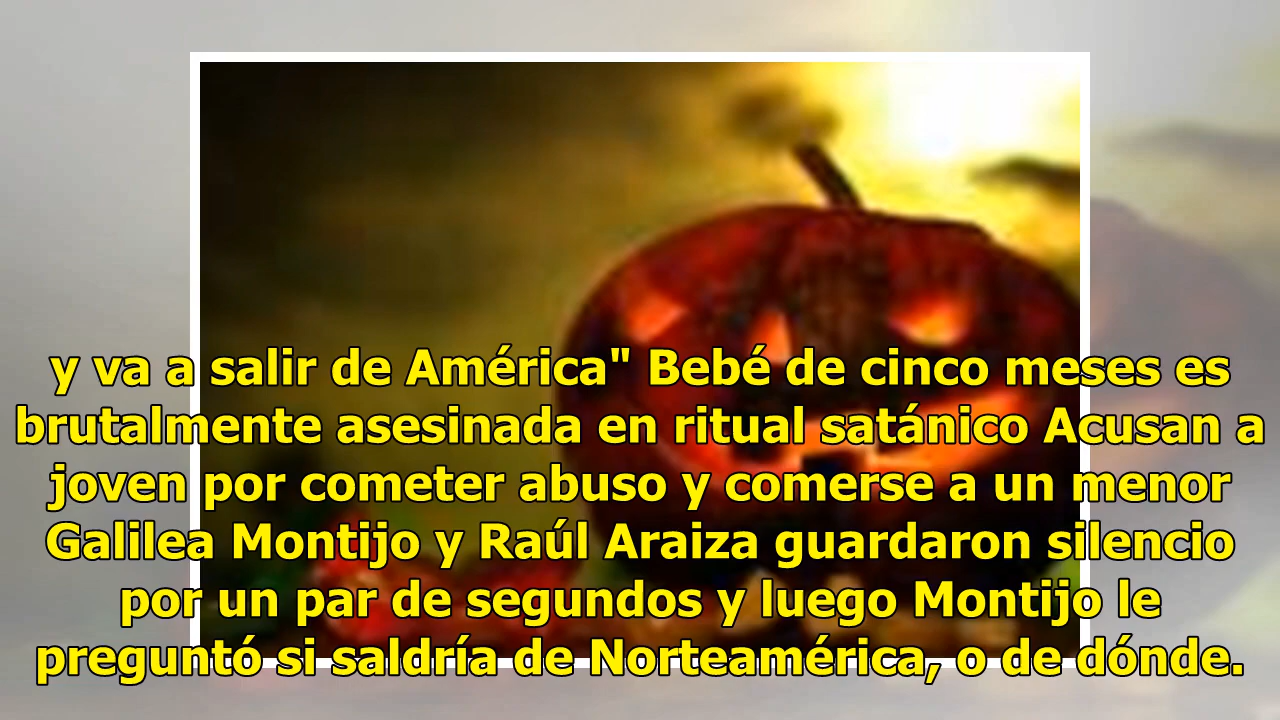 y va a salir de América" Bebé de cinco meses es
brutalmente asesinada en ritual satánico Acusan a
joven por cometer abuso y comerse a un menor
Galilea Montijo y Raúl Araiza guardaron silencio
por un par de segundos y luego Montijo le
preguntó si saldría de Norteamérica, o de dónde.